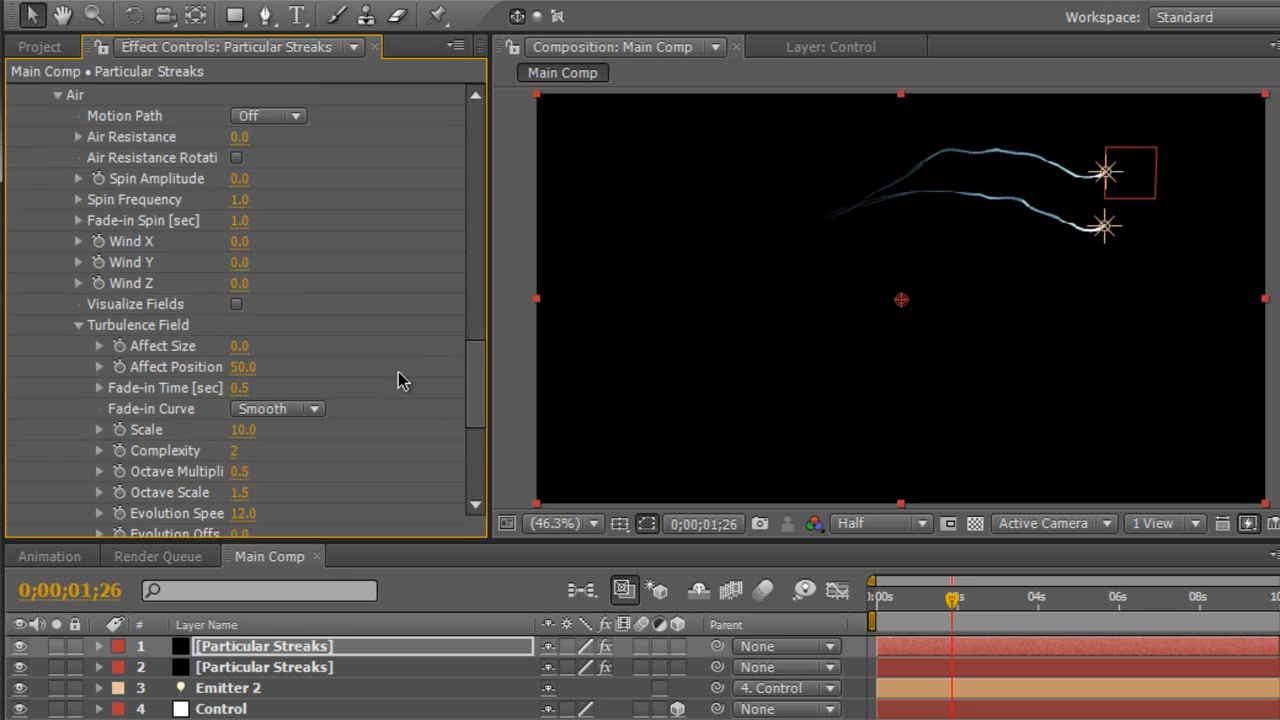 Workspace: Standard
Project
Effect Controls: Particular Streaks
Composition: Main Comp
Layer: Control
Main Comp • Particular Streaks
Main Comp
Air
Motion Path Off
Air Resistance 0.0
Air Resistance Rotati
Spin Amplitude 0.0
Spin Frequency 1.0
Fade-in Spin [sec] 1.0
Wind X 0.0
Wind Y 0.0
Wind Z 0.0
Visualize Fields
Turbulence Field
Affect Size 0.0
Affect Position 50.0
Fade-in Time [sec] 0.5
Fade-in Curve Smooth
Scale 10.0
Complexity 2
Octave Multipli 0.5
Octave Scale 1.5
Evolution Spee 12.0
Evolution Offs 0.0
(46.3%) 0;00;01;26 Half Active Camera 1 View
Animation Render Queue Main Comp
0;00;01;26
:00s 04s 06s 08s 10
# Layer Name Parent
1 [Particular Streaks] None
2 [Particular Streaks] None
3 Emitter 2 4. Control
4 Control None